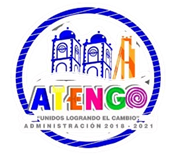 ATENGO
"UNIDOS LOGRANDO EL CAMBIO"
ADMINISTRACIÓN 2018 - 2021